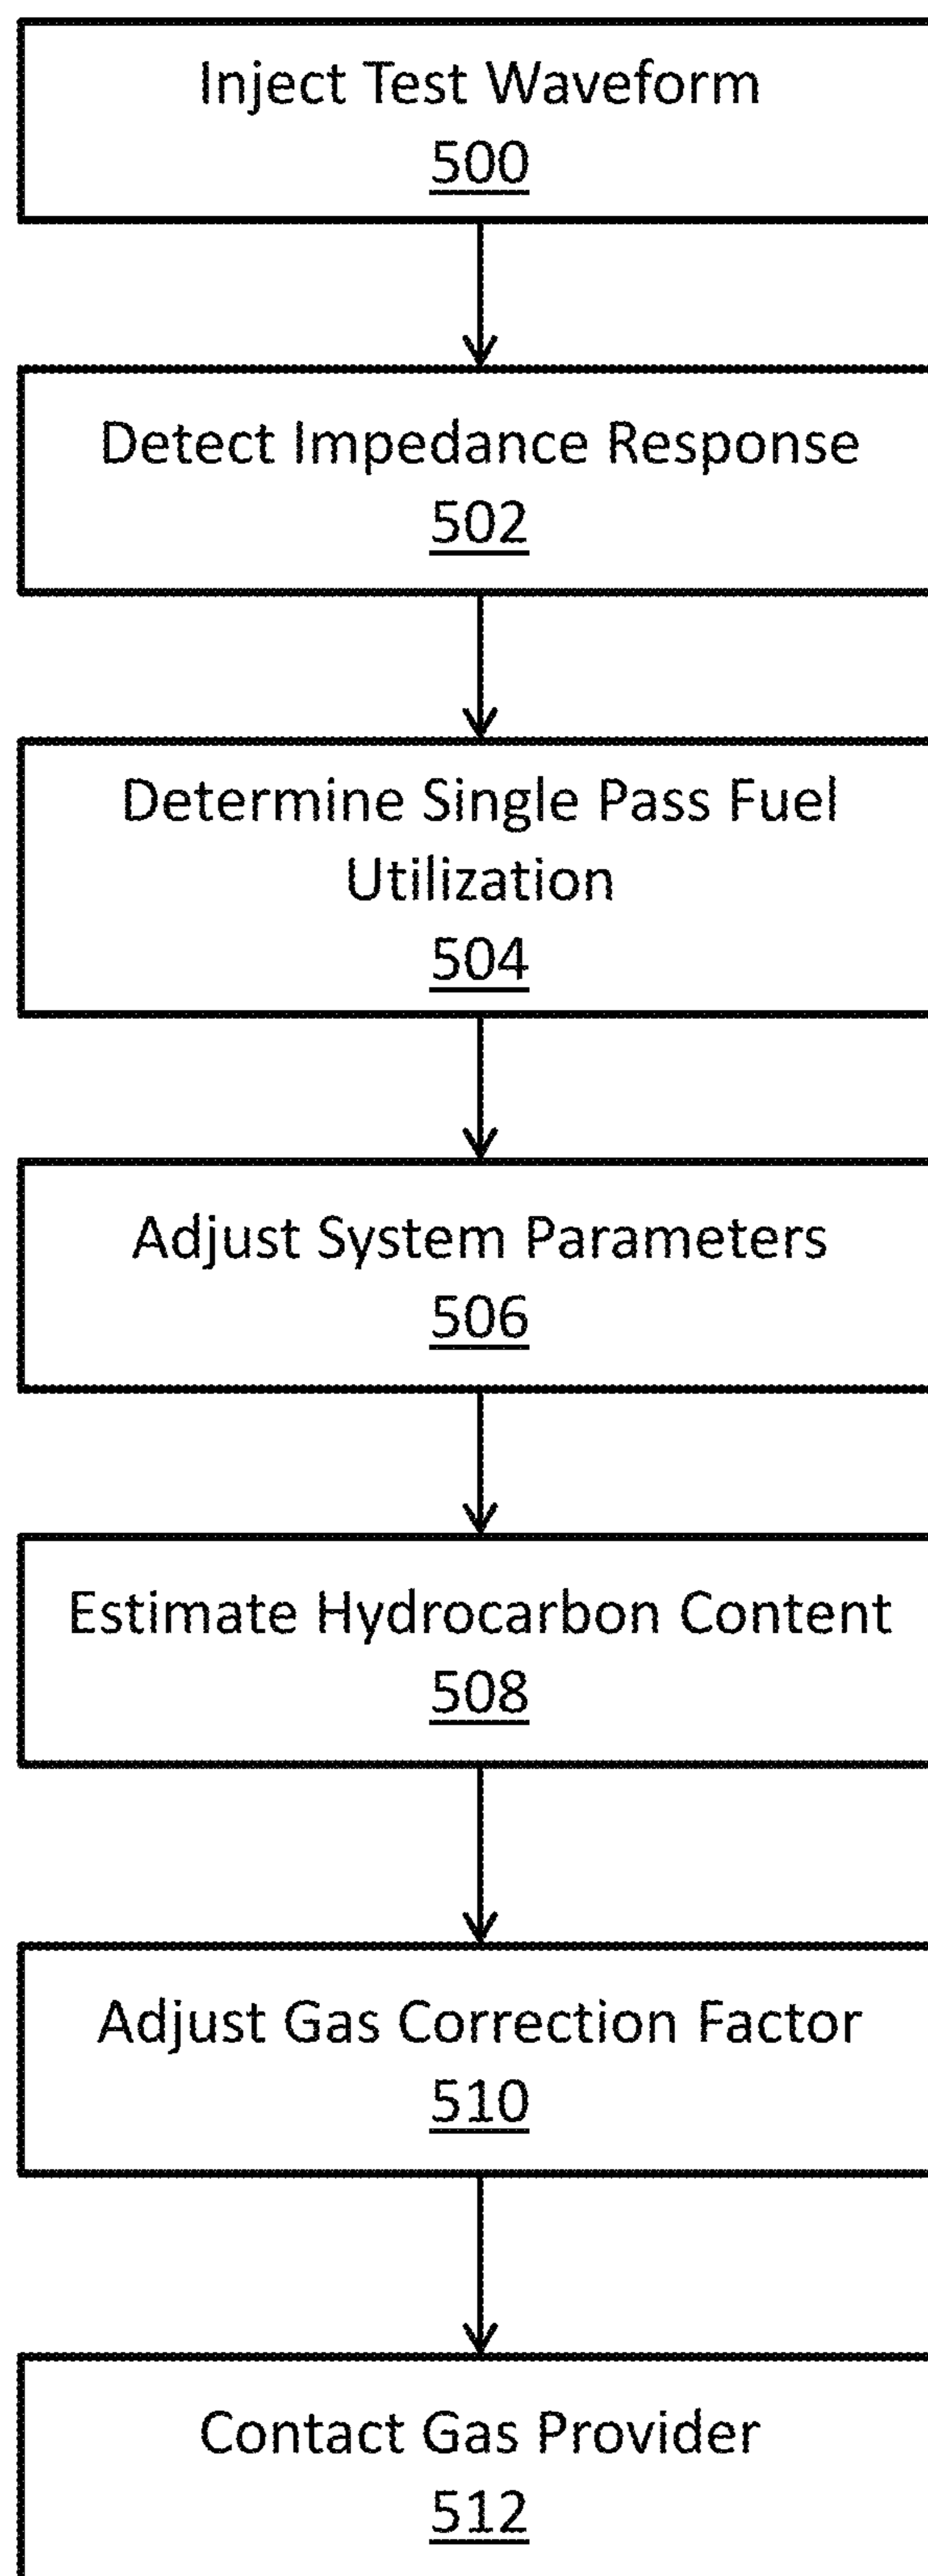 Inject Test Waveform
500
Detect Impedance Response
502
Determine Single Pass Fuel
Utilization
504
Adjust System Parameters
506
Estimate Hydrocarbon Content
508
Adjust Gas Correction Factor
510
Contact Gas Provider
512